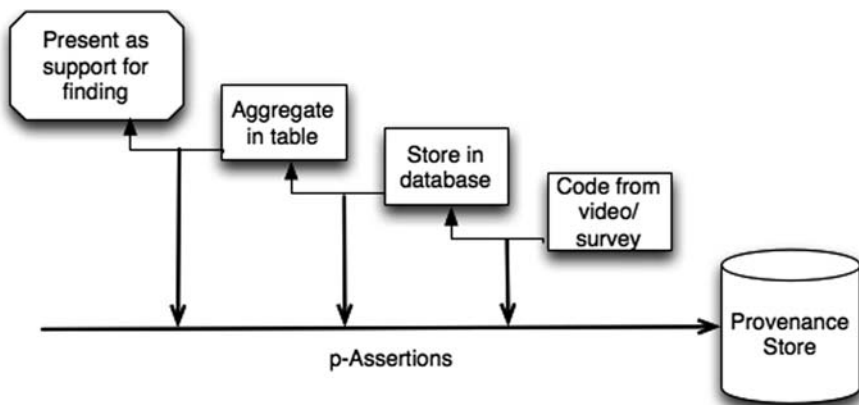 Present as
support for
finding
Aggregate
in table
Store in
database
Code from
video/
survey
Provenance
Store
p-Assertions